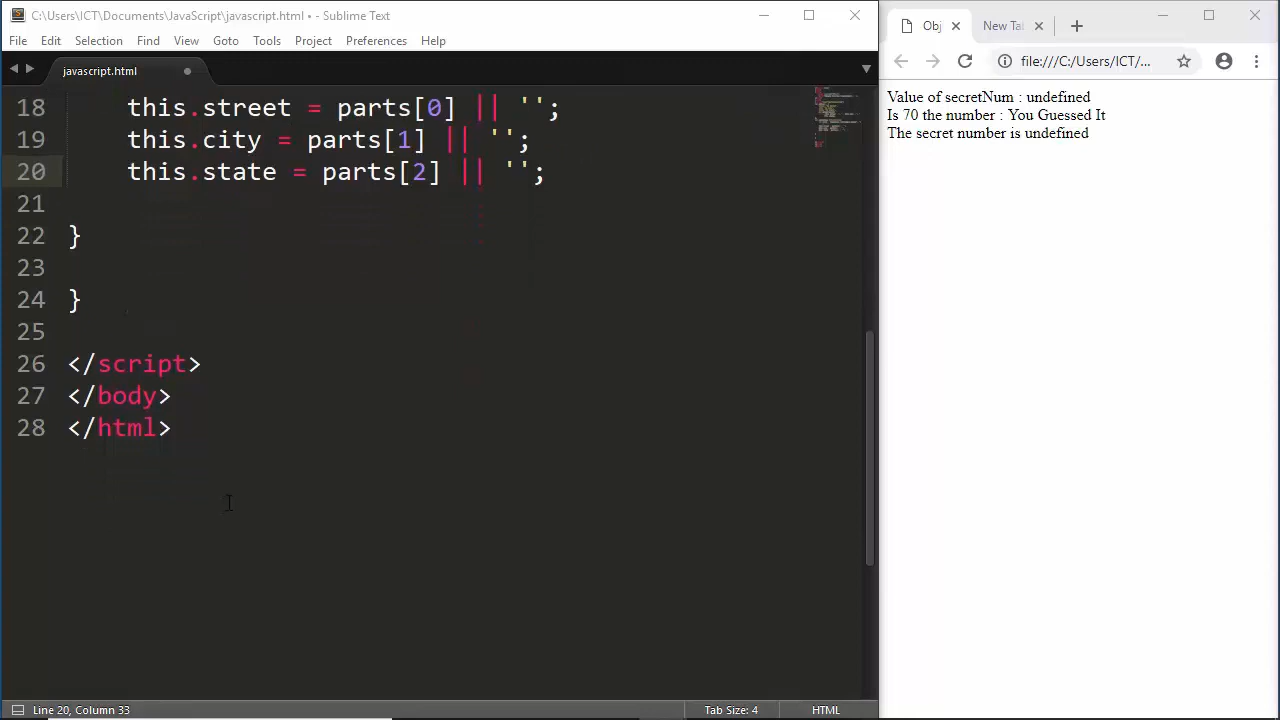 C:\Users\ICT\Documents\JavaScript\javascript.html • - Sublime Text
File Edit Selection Find View Goto Tools Project Preferences Help
javascript.html
18 this.street = parts[0] || '';
19 this.city = parts[1] || '';
20 this.state = parts[2] || '';
21
22 }
23
24 }
25
26 </script>
27 </body>
28 </html>
Line 20, Column 33 Tab Size: 4 HTML
Obj New Tab
file:///C:/Users/ICT/...
Value of secretNum : undefined
Is 70 the number : You Guessed It
The secret number is undefined